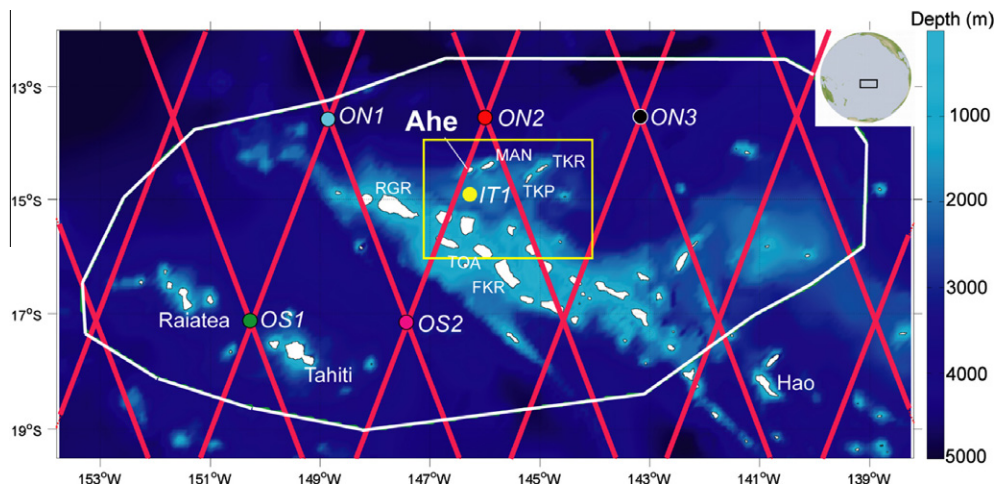 Depth (m)
13°S
15°S
17°S
19°S
ON1
ON2
ON3
Ahe
MAN
TKR
TKP
RGR
IT1
TOA
FKR
Raiatea
OS1
OS2
Tahiti
Hao
1000
2000
3000
4000
5000
153°W
151°W
149°W
147°W
145°W
143°W
141°W
139°W